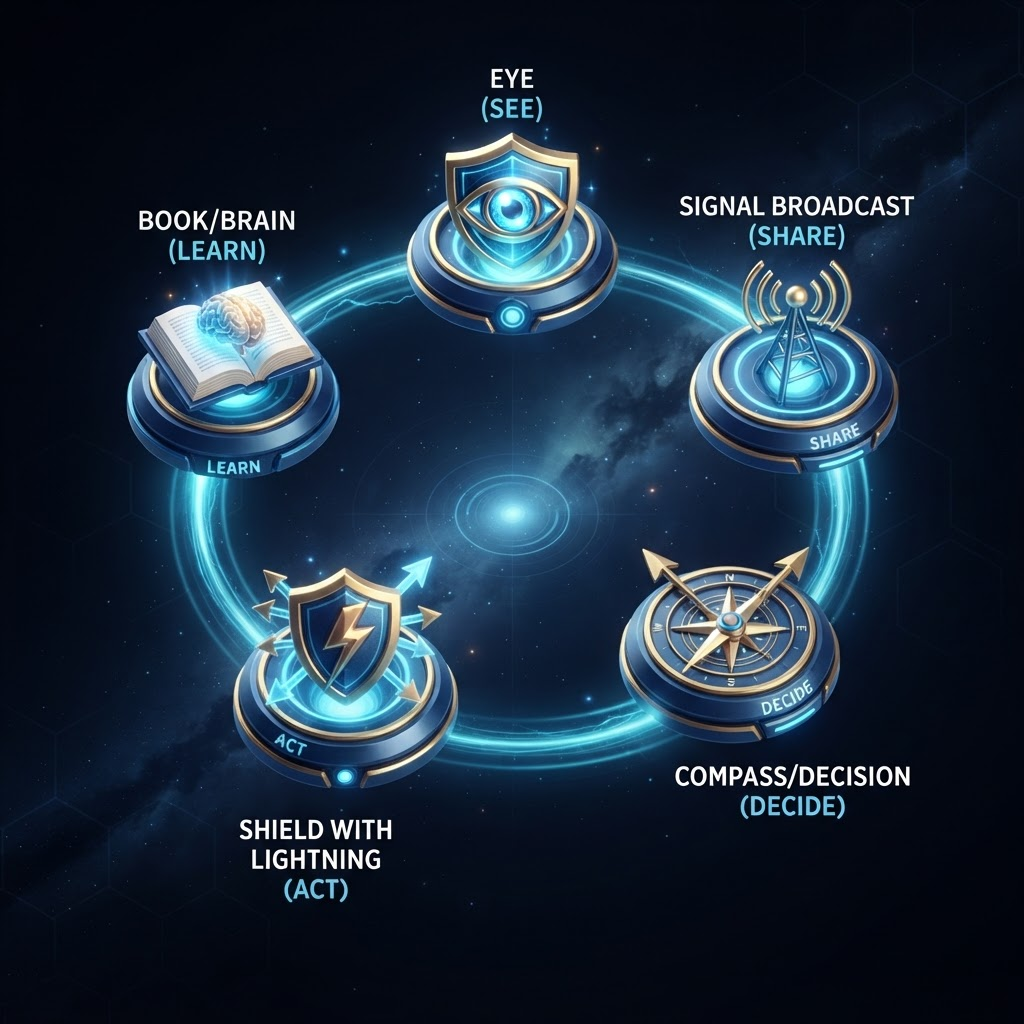 EYE
(SEE)
SIGNAL BROADCAST
(SHARE)
BOOK/BRAIN
(LEARN)
SHARE
LEARN
N
E
S
DECIDE
ACT
COMPASS/DECISION
(DECIDE)
SHIELD WITH
LIGHTNING
(ACT)